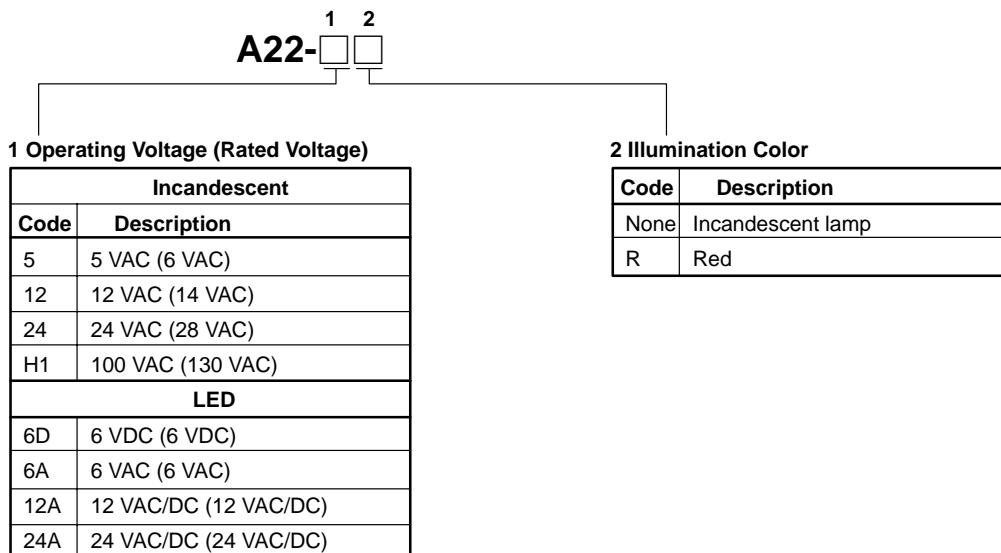 1 2
A22-
1 Operating Voltage (Rated Voltage)
Incandescent
Code Description
5 5 VAC (6 VAC)
12 12 VAC (14 VAC)
24 24 VAC (28 VAC)
H1 100 VAC (130 VAC)
LED
6D 6 VDC (6 VDC)
6A 6 VAC (6 VAC)
12A 12 VAC/DC (12 VAC/DC)
24A 24 VAC/DC (24 VAC/DC)
2 Illumination Color
Code Description
None Incandescent lamp
R Red